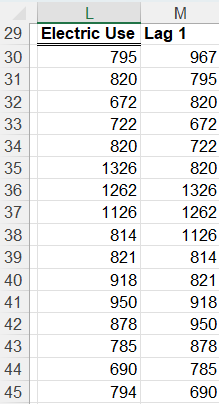 L M
29 Electric Use Lag 1
30 795 967
31 820 795
32 672 820
33 722 672
34 820 722
35 1326 820
36 1262 1326
37 1126 1262
38 814 1126
39 821 814
40 918 821
41 950 918
42 878 950
43 785 878
44 690 785
45 794 690